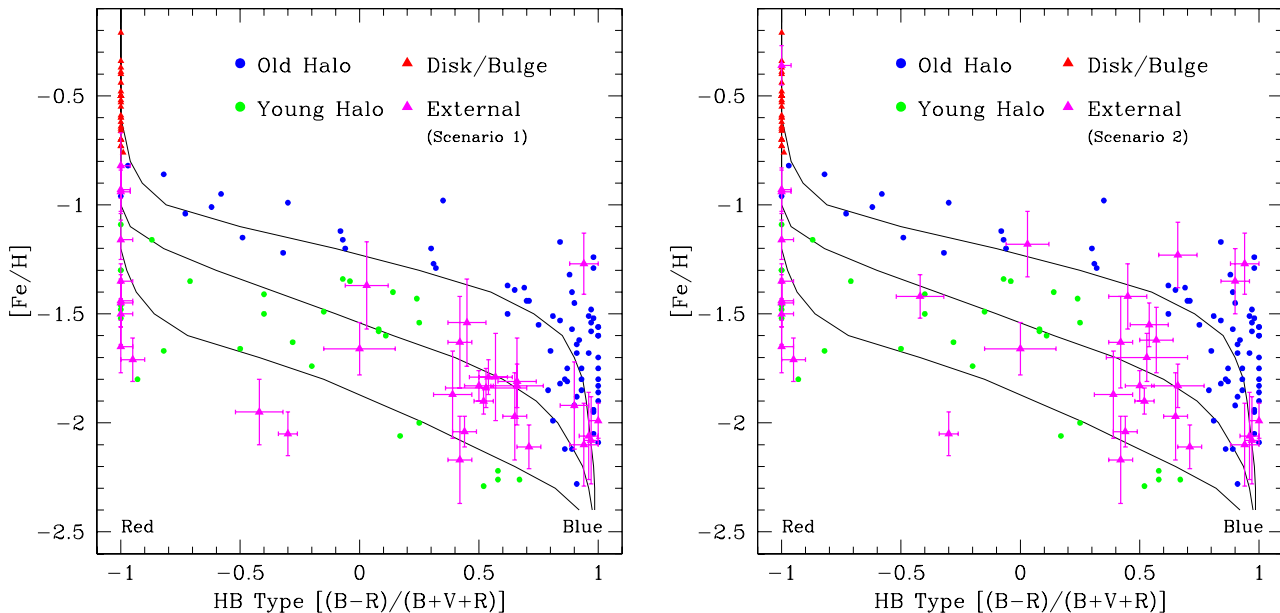 Old Halo
Disk/Bulge
Young Halo
External
(Scenario 1)
-0.5
-1
-1.5
-2
-2.5
[Fe/H]
Red
Blue
-1
-0.5
0
0.5
1
HB Type [(B-R)/(B+V+R)]
Old Halo
Disk/Bulge
Young Halo
External
(Scenario 2)
-0.5
-1
-1.5
-2
-2.5
[Fe/H]
Red
Blue
-1
-0.5
0
0.5
1
HB Type [(B-R)/(B+V+R)]